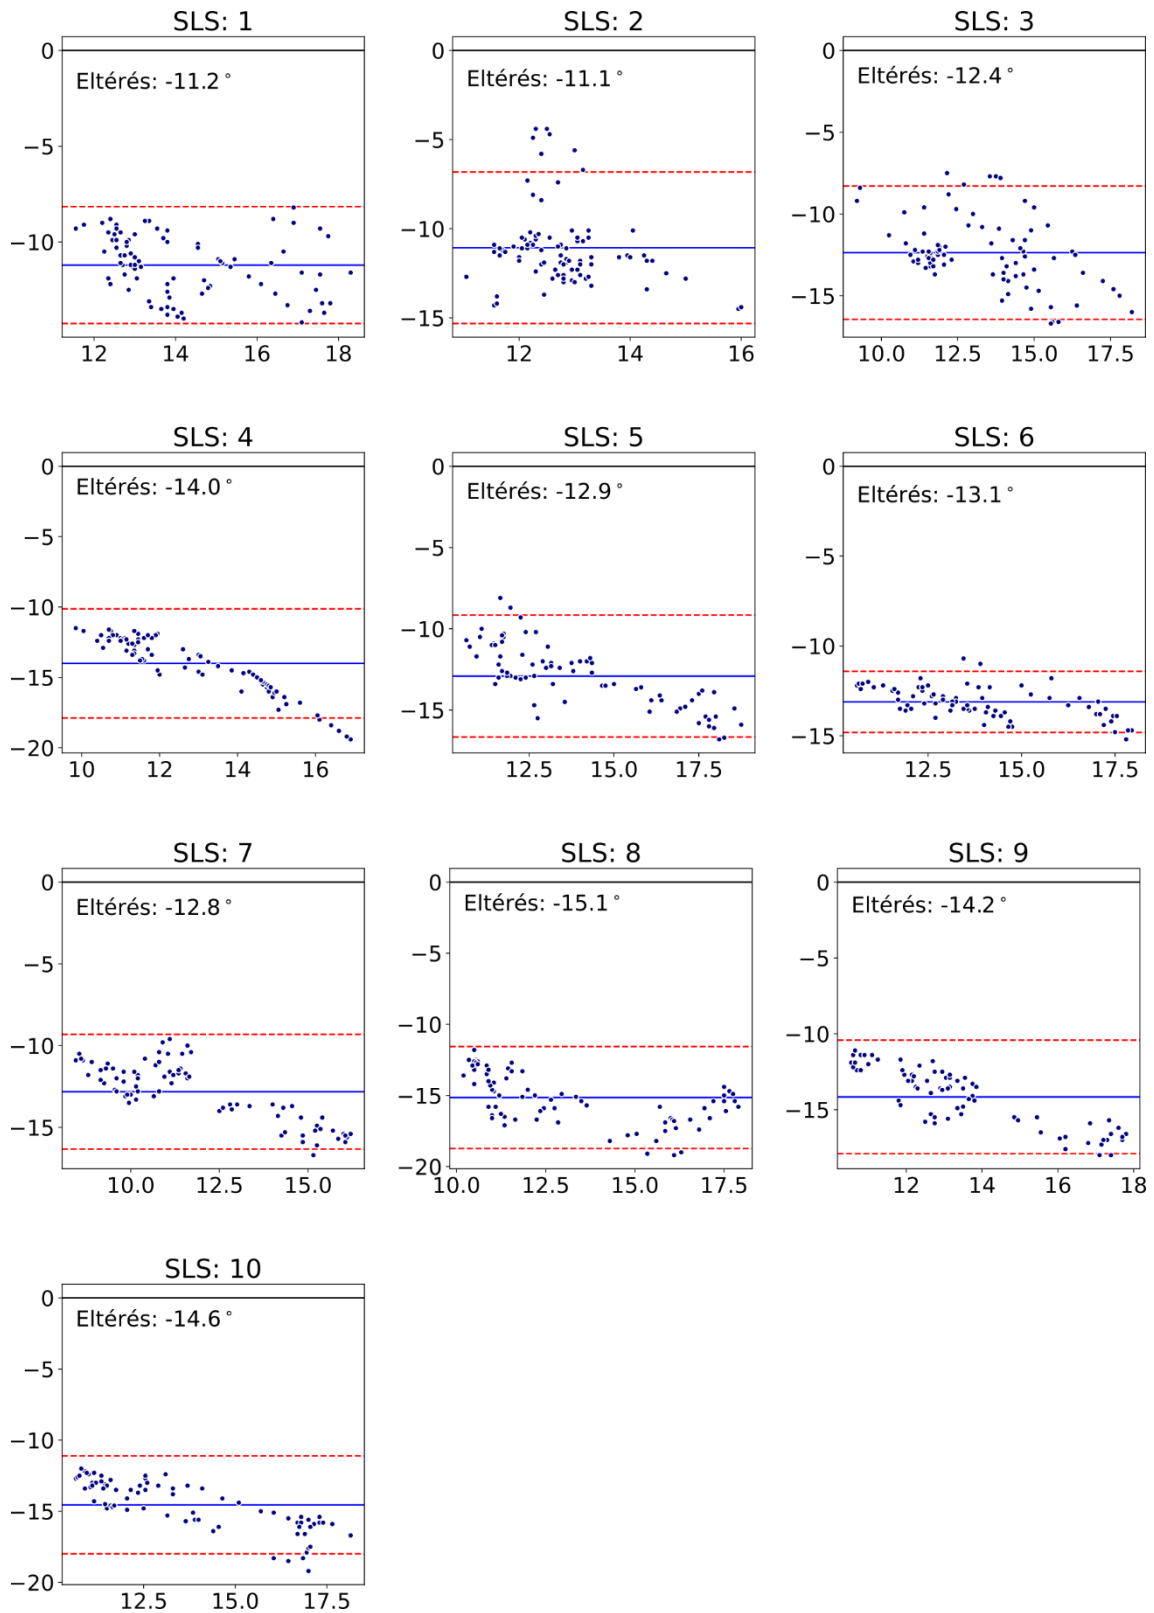 SLS: 1
0
Eltérés: -11.2°
−5
−10
12 14 16 18
SLS: 2
0
Eltérés: -11.1°
−5
−10
−15
12 14 16
SLS: 3
0
Eltérés: -12.4°
−5
−10
−15
10.0 12.5 15.0 17.5
SLS: 4
0
Eltérés: -14.0°
−5
−10
−15
−20
10 12 14 16
SLS: 5
0
Eltérés: -12.9°
−5
−10
−15
12.5 15.0 17.5
SLS: 6
0
Eltérés: -13.1°
−5
−10
−15
12.5 15.0 17.5
SLS: 7
0
Eltérés: -12.8°
−5
−10
−15
10.0 12.5 15.0
SLS: 8
0
Eltérés: -15.1°
−5
−10
−15
−20
10.0 12.5 15.0 17.5
SLS: 9
0
Eltérés: -14.2°
−5
−10
−15
12 14 16 18
SLS: 10
0
Eltérés: -14.6°
−5
−10
−15
−20
12.5 15.0 17.5